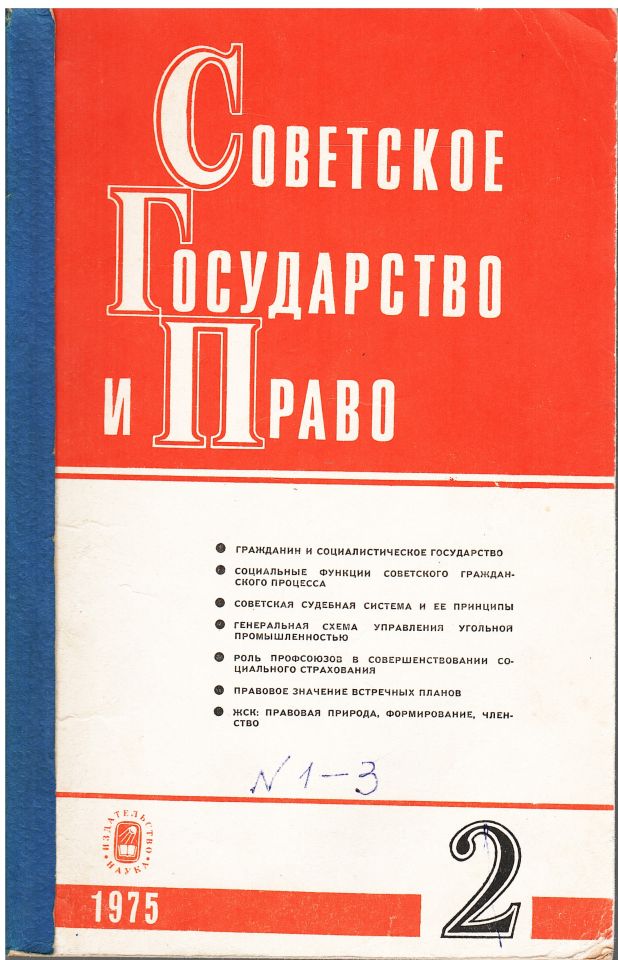 СОВЕТСКОЕ
ГОСУДАРСТВО
И ПРАВО
● ГРАЖДАНИН И СОЦИАЛИСТИЧЕСКОЕ ГОСУДАРСТВО
● СОЦИАЛЬНЫЕ ФУНКЦИИ СОВЕТСКОГО ГРАЖДАН-
СКОГО ПРОЦЕССА
● СОВЕТСКАЯ СУДЕБНАЯ СИСТЕМА И ЕЕ ПРИНЦИПЫ
● ГЕНЕРАЛЬНАЯ СХЕМА УПРАВЛЕНИЯ УГОЛЬНОЙ
ПРОМЫШЛЕННОСТЬЮ
● РОЛЬ ПРОФСОЮЗОВ В СОВЕРШЕНСТВОВАНИИ СО-
ЦИАЛЬНОГО СТРАХОВАНИЯ
● ПРАВОВОЕ ЗНАЧЕНИЕ ВСТРЕЧНЫХ ПЛАНОВ
● ЖСК: ПРАВОВАЯ ПРИРОДА, ФОРМИРОВАНИЕ, ЧЛЕН-
СТВО
N 1-3
ИЗДАТЕЛЬСТВО
НАУКА
1975
2